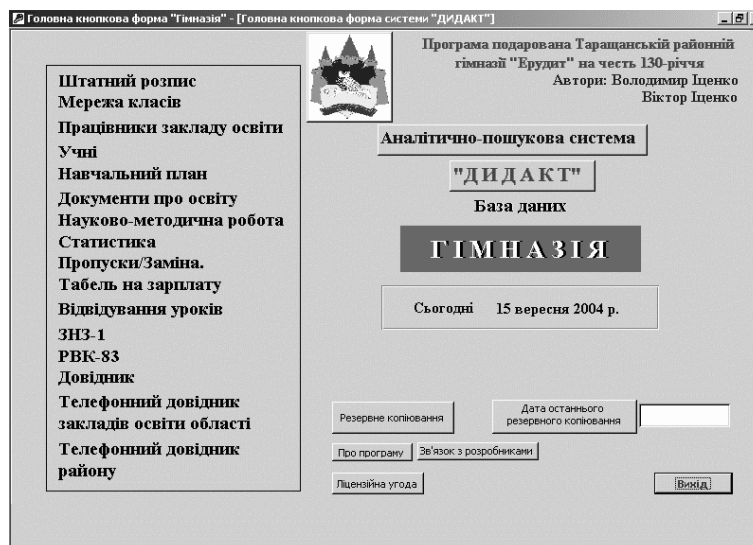 Головна кнопкова форма "Гімназія" - [Головна кнопкова форма системи "ДИДАКТ"]
Штатний розпис
Мережа класів
Працівники закладу освіти
Учні
Навчальний план
Документи про освіту
Науково-методична робота
Статистика
Пропуски/Заміна.
Табель на зарплату
Відвідування уроків
ЗНЗ-1
РВК-83
Довідник
Телефонний довідник
закладів освіти області
Телефонний довідник
району
Програма подарована Таращанській районній
гімназії "Ерудит" на честь 130-річчя
Автори: Володимир Іценко
Віктор Іценко
Аналітично-пошукова система
"ДИДАКТ"
База даних
ГІМНАЗІЯ
Сьогодні 15 вересня 2004 р.
Резервне копіювання
Дата останнього
резервного копіювання
Про програму
Зв'язок з розробниками
Ліцензійна угода
Вихід